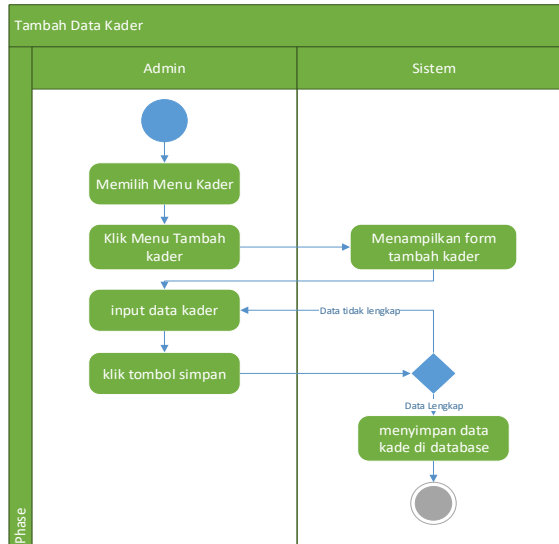 Tambah Data Kader
Admin
Sistem
Memilih Menu Kader
Klik Menu Tambah
kader
Menampilkan form
tambah kader
input data kader
Data tidak lengkap
klik tombol simpan
Data Lengkap
menyimpan data
kade di database
Phase